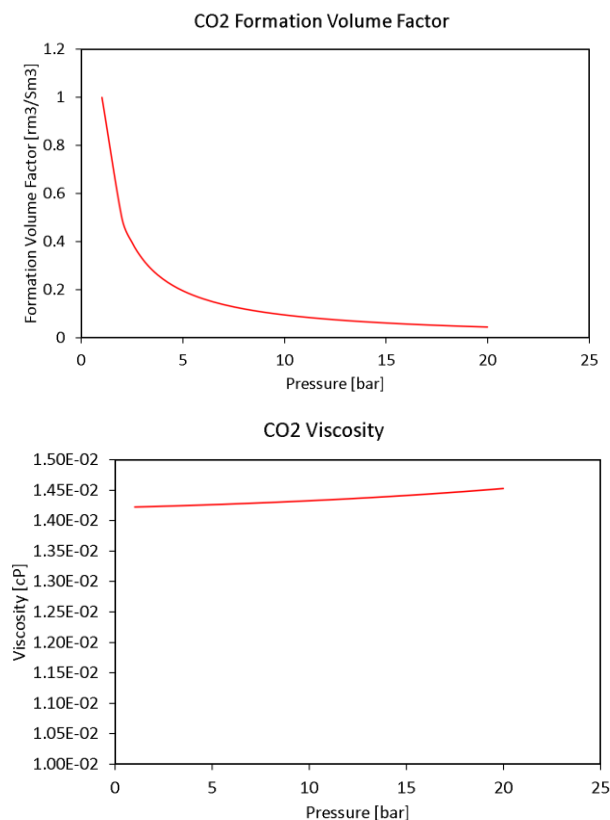 CO2 Formation Volume Factor
Formation Volume Factor [rm3/Sm3]
1.2
1
0.8
0.6
0.4
0.2
0
0 5 10 15 20 25
Pressure [bar]
CO2 Viscosity
Viscosity [cP]
1.50E-02
1.45E-02
1.40E-02
1.35E-02
1.30E-02
1.25E-02
1.20E-02
1.15E-02
1.10E-02
1.05E-02
1.00E-02
0 5 10 15 20 25
Pressure [bar]